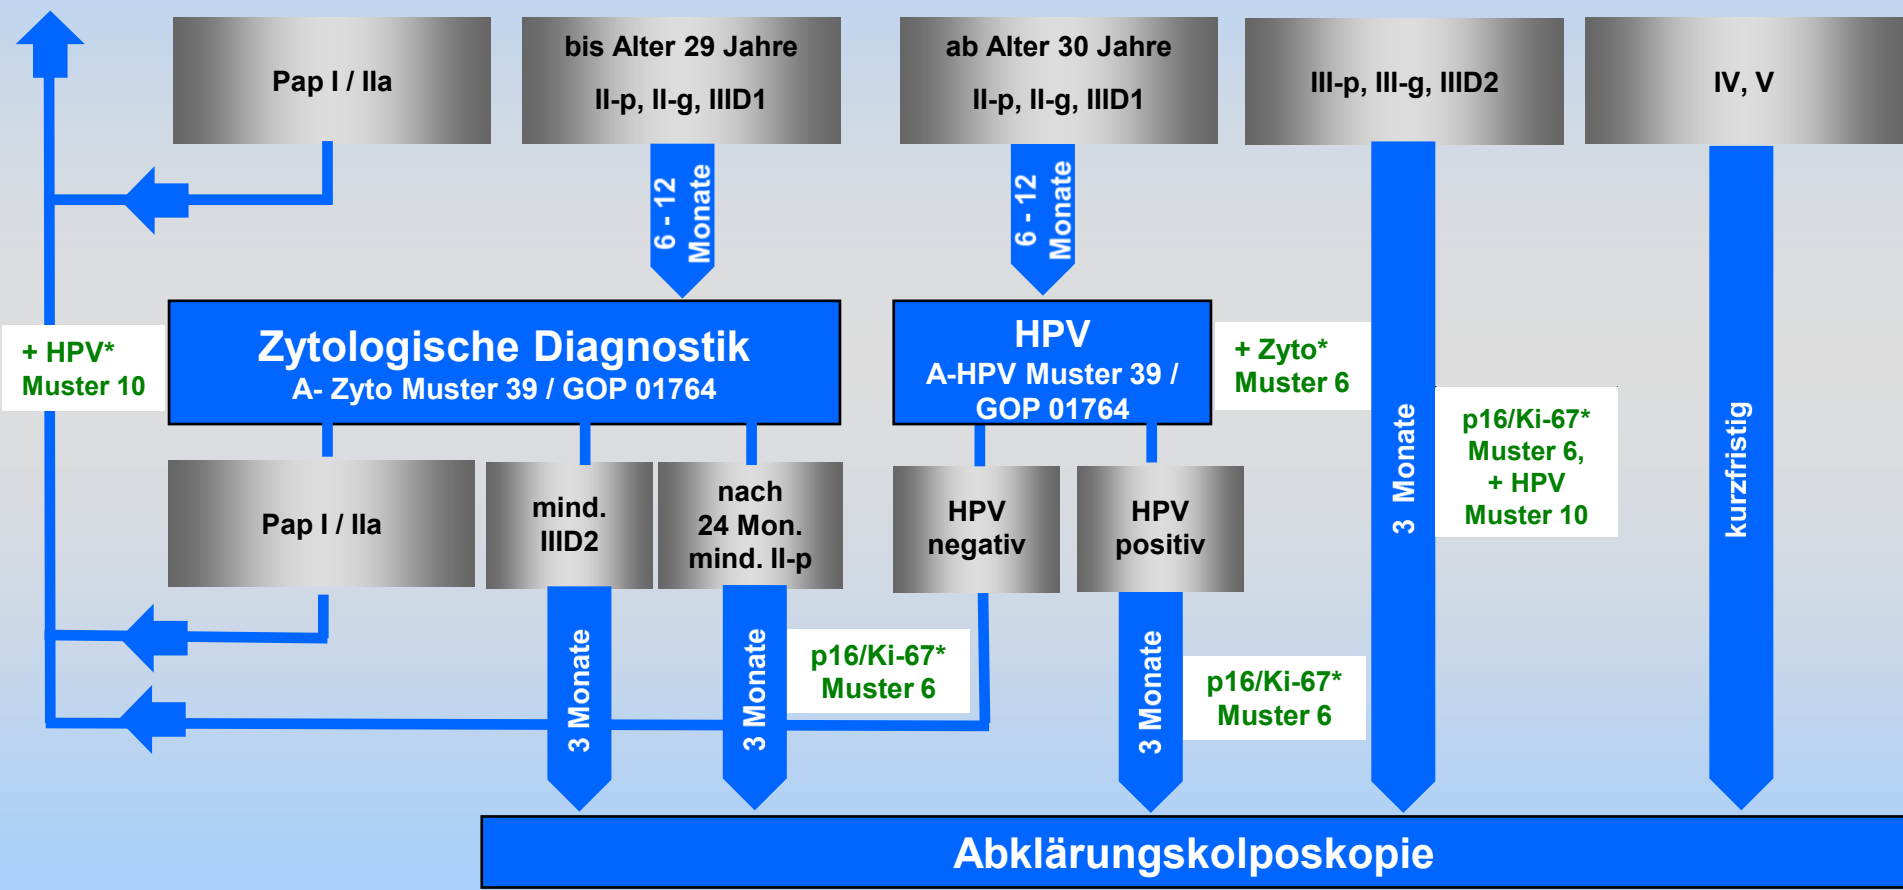 Pap I / IIa
bis Alter 29 Jahre
II-p, II-g, IIID1
ab Alter 30 Jahre
II-p, II-g, IIID1
III-p, III-g, IIID2
IV, V
6 - 12
Monate
6 - 12
Monate
+ HPV*
Muster 10
Zytologische Diagnostik
A- Zyto Muster 39 / GOP 01764
HPV
A-HPV Muster 39 /
GOP 01764
+ Zyto*
Muster 6
3 Monate
p16/Ki-67*
Muster 6,
+ HPV
Muster 10
kurzfristig
Pap I / IIa
mind.
IIID2
nach
24 Mon.
mind. II-p
HPV
negativ
HPV
positiv
3 Monate
3 Monate
p16/Ki-67*
Muster 6
3 Monate
p16/Ki-67*
Muster 6
Abklärungskolposkopie